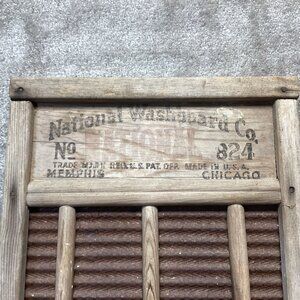 National Washboard Co.
No 824
TRADE MARK REG. U.S. PAT. OFF. MADE IN U.S.A.
MEMPHIS CHICAGO